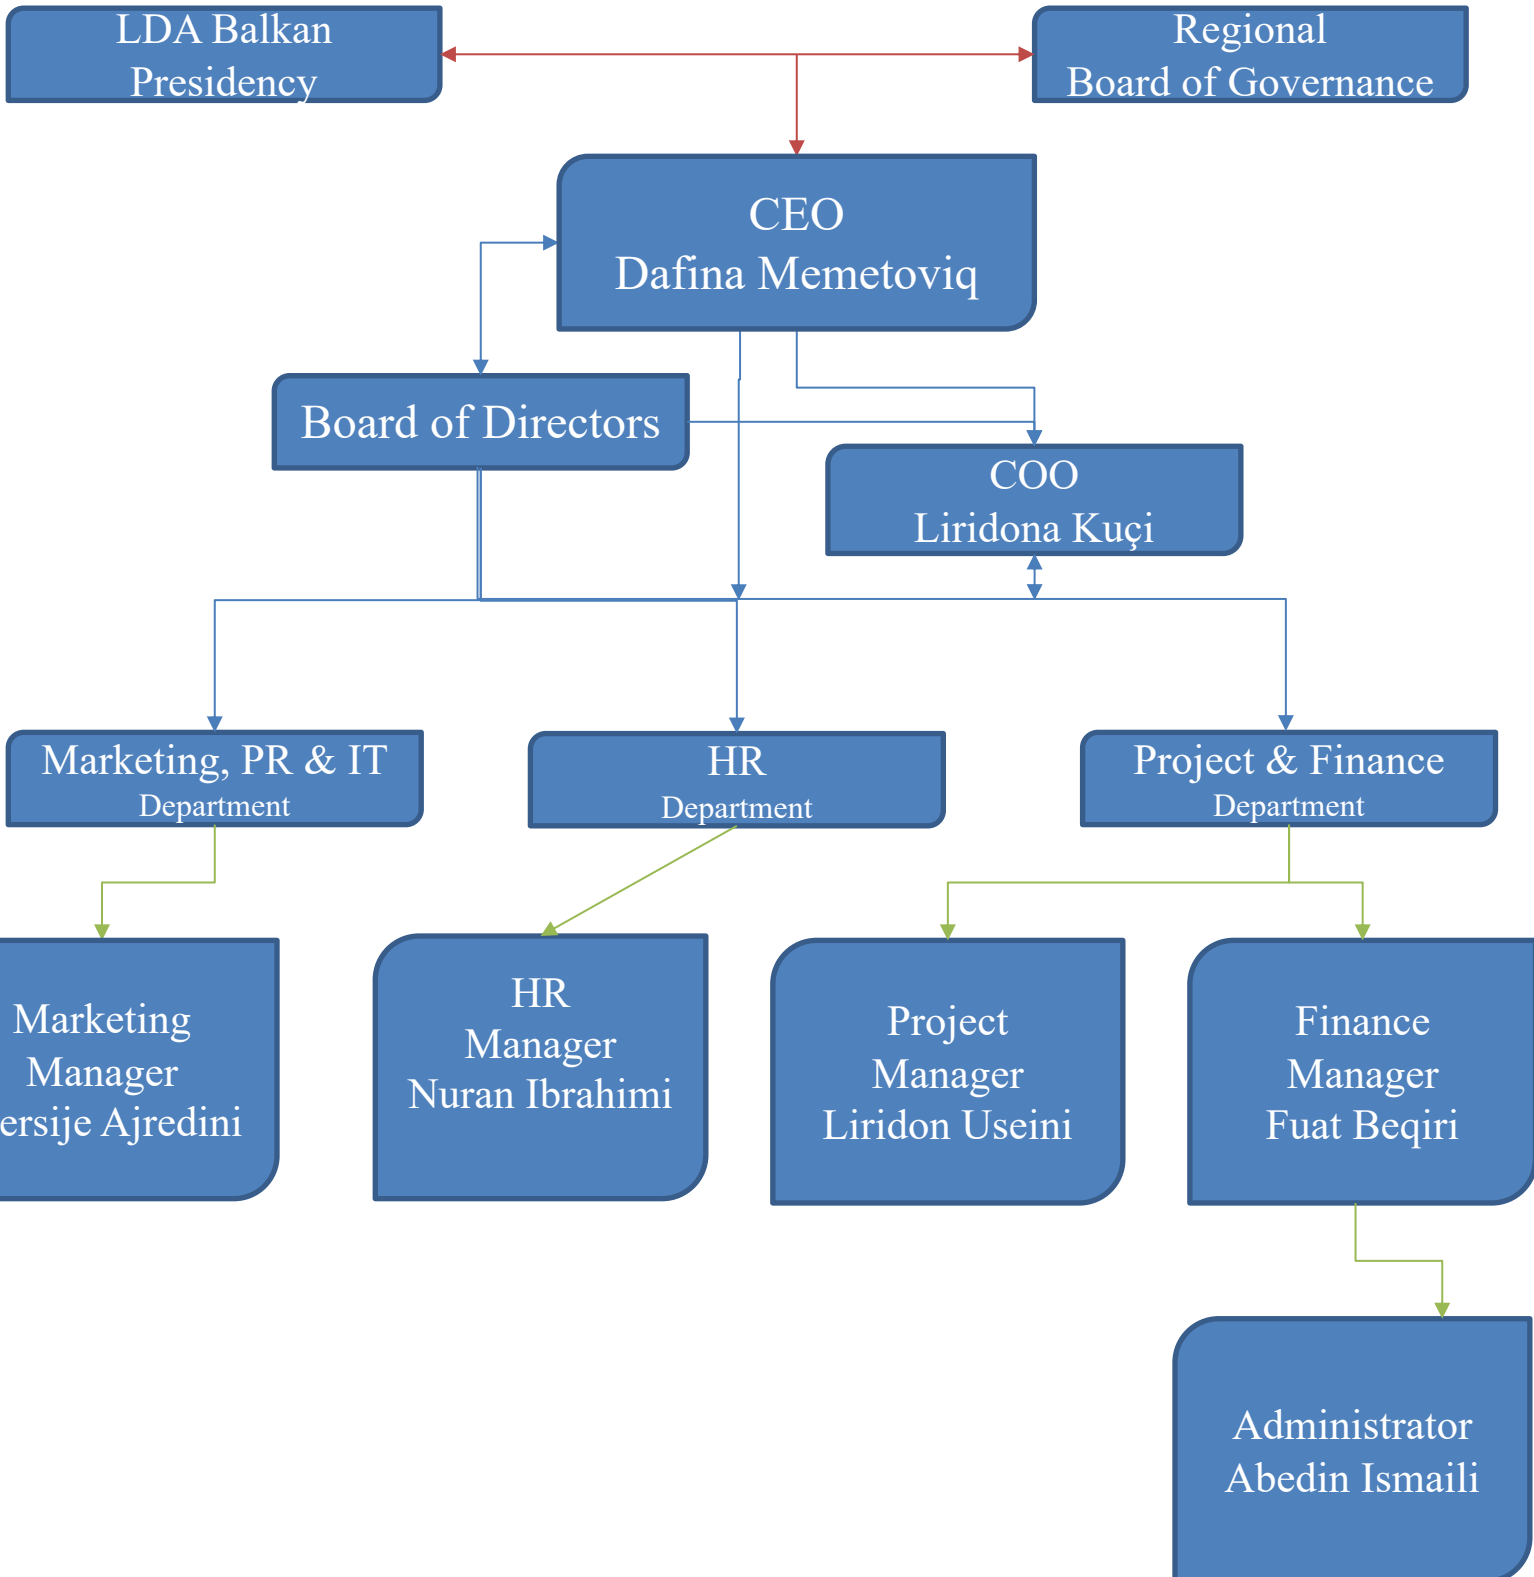 LDA Balkan
Presidency
Regional
Board of Governance
CEO
Dafina Memetoviq
Board of Directors
COO
Liridona Kuçi
Marketing, PR & IT
Department
HR
Department
Project & Finance
Department
Marketing
Manager
Ajredini
HR
Manager
Nuran Ibrahimi
Project
Manager
Liridon Useini
Finance
Manager
Fuat Beqiri
Administrator
Abedin Ismaili